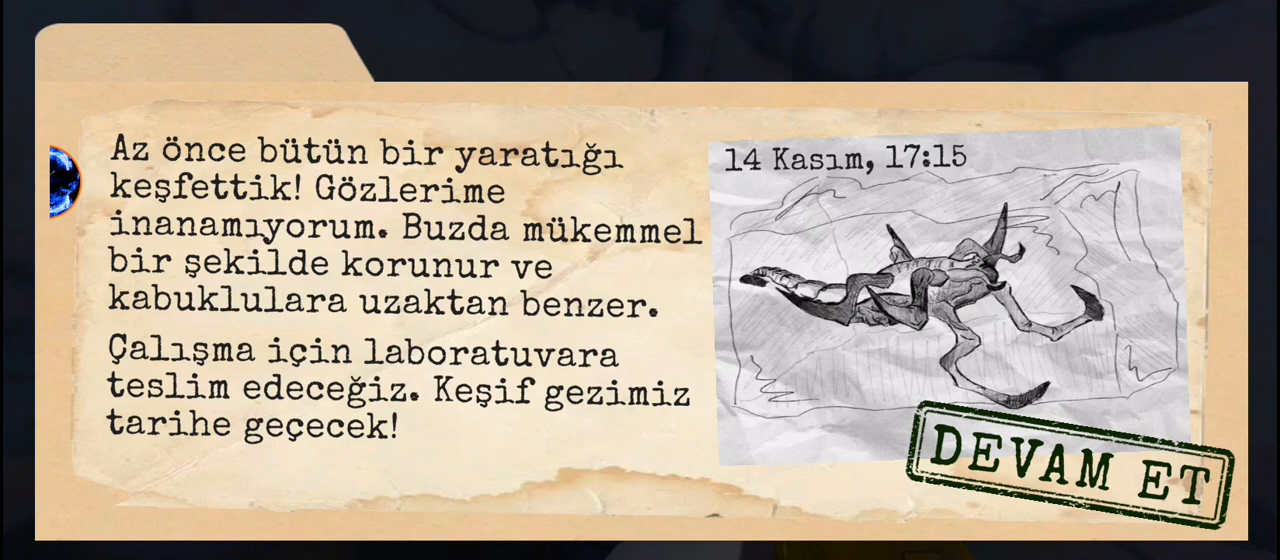 Az önce bütün bir yaratığı
keşfettik! Gözlerime
inanamıyorum. Buzda mükemmel
bir şekilde korunur ve
kabuklulara uzaktan benzer.
Çalışma için laboratuvara
teslim edeceğiz. Keşif gezimiz
tarihe geçecek!
14 Kasım, 17:15
DEVAM ET